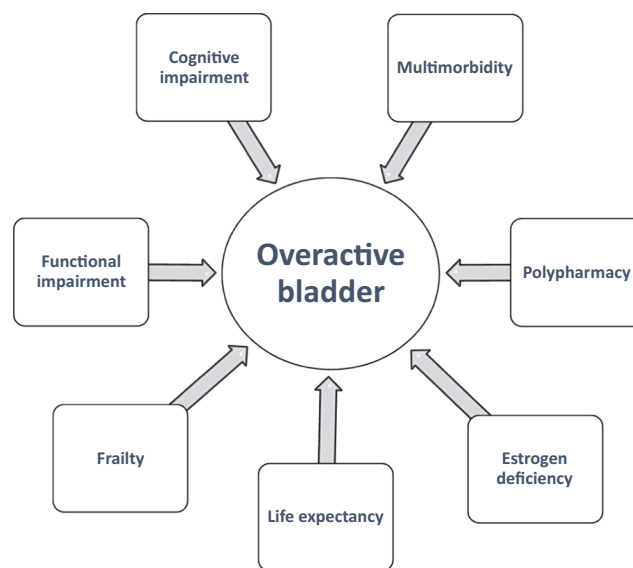 Cognitive
impairment
Multimorbidity
Functional
impairment
Overactive
bladder
Polypharmacy
Frailty
Life expectancy
Estrogen
deficiency